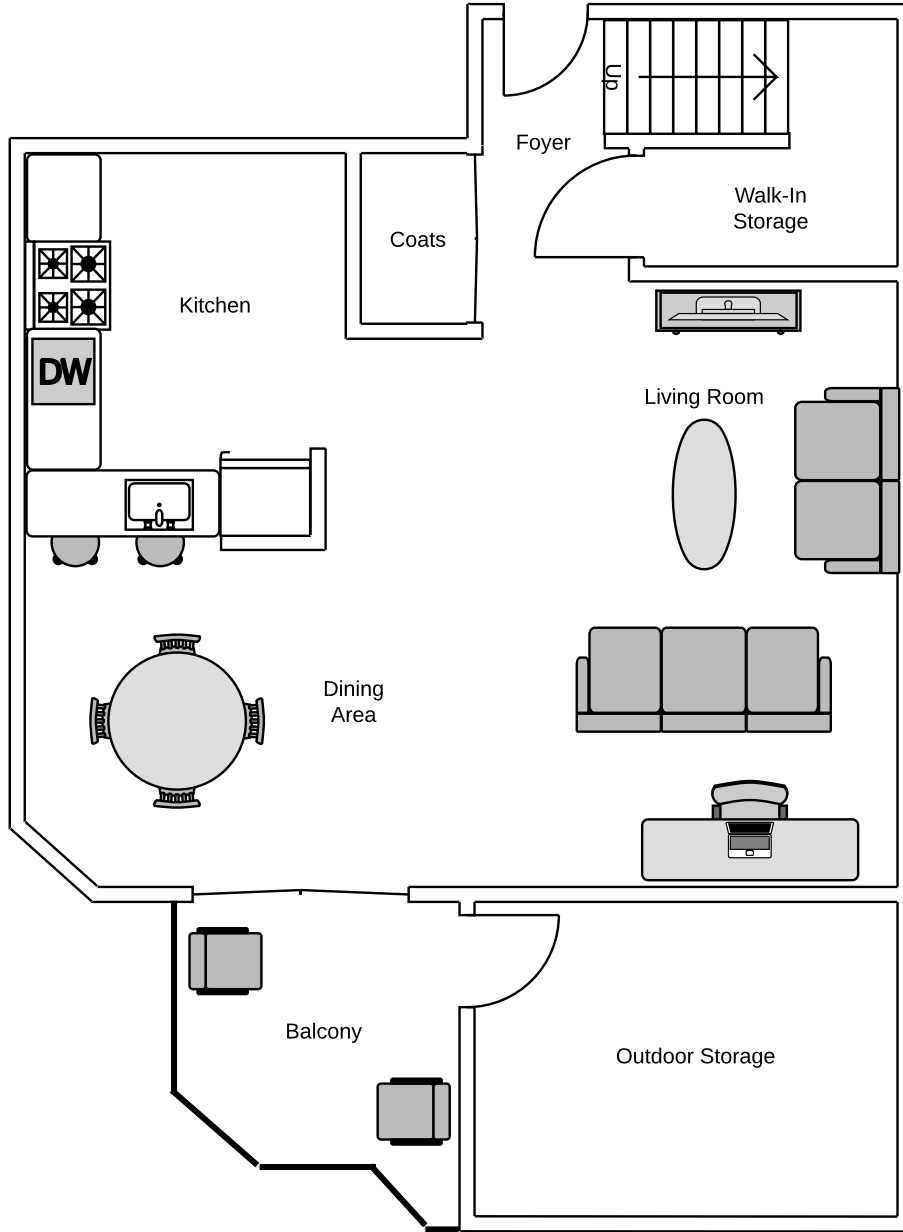 Up
Foyer
Walk-In
Storage
Coats
Kitchen
DW
Living Room
Dining
Area
Balcony
Outdoor Storage